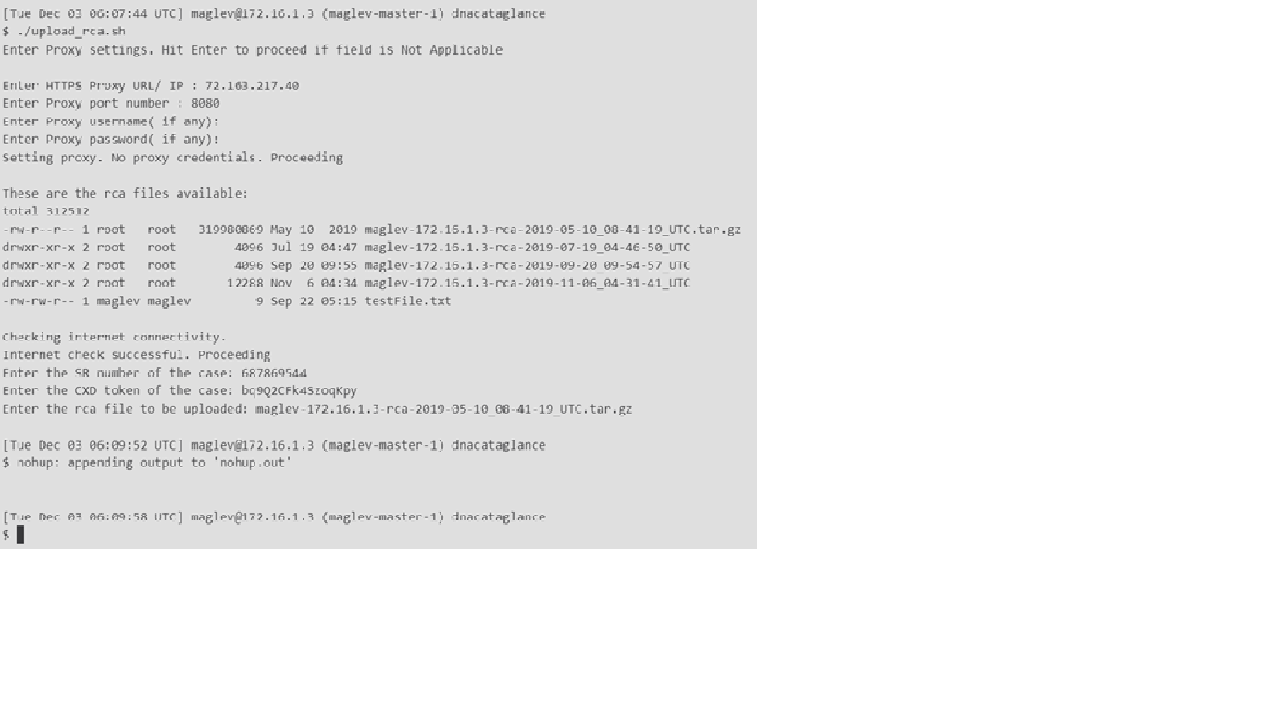 [Tue Dec 03 06:07:44 UTC] maglev@172.16.1.3 (maglev-master-1) dnacataglance
$ ./upload_rca.sh
Enter Proxy settings. Hit Enter to proceed if field is Not Applicable
Enter HTTPS Proxy URL/ IP : 72.163.217.40
Enter Proxy port number : 8080
Enter Proxy username( if any):
Enter Proxy password( if any):
Setting proxy. No proxy credentials. Proceeding
These are the rca files available:
total 312512
-rw-r--r-- 1 root root 319980869 May 10 2019 maglev-172.16.1.3-rca-2019-05-10_08-41-19_UTC.tar.gz
drwxr-xr-x 2 root root 4096 Jul 19 04:47 maglev-172.16.1.3-rca-2019-07-19_04-46-50_UTC
drwxr-xr-x 2 root root 4096 Sep 20 09:55 maglev-172.16.1.3-rca-2019-09-20_09-54-57_UTC
drwxr-xr-x 2 root root 12288 Nov 6 04:34 maglev-172.16.1.3-rca-2019-11-06_04-31-41_UTC
-rw-rw-r-- 1 maglev maglev 9 Sep 22 05:15 testFile.txt
Checking internet connectivity.
Internet check successful. Proceeding
Enter the SR number of the case: 687869544
Enter the CXD token of the case:
Enter the rca file to be uploaded: maglev-172.16.1.3-rca-2019-05-10_08-41-19_UTC.tar.gz
[Tue Dec 03 06:09:52 UTC] maglev@172.16.1.3 (maglev-master-1) dnacataglance
$ nohup: appending output to 'nohup.out'
[Tue Dec 03 06:09:58 UTC] maglev@172.16.1.3 (maglev-master-1) dnacataglance
$